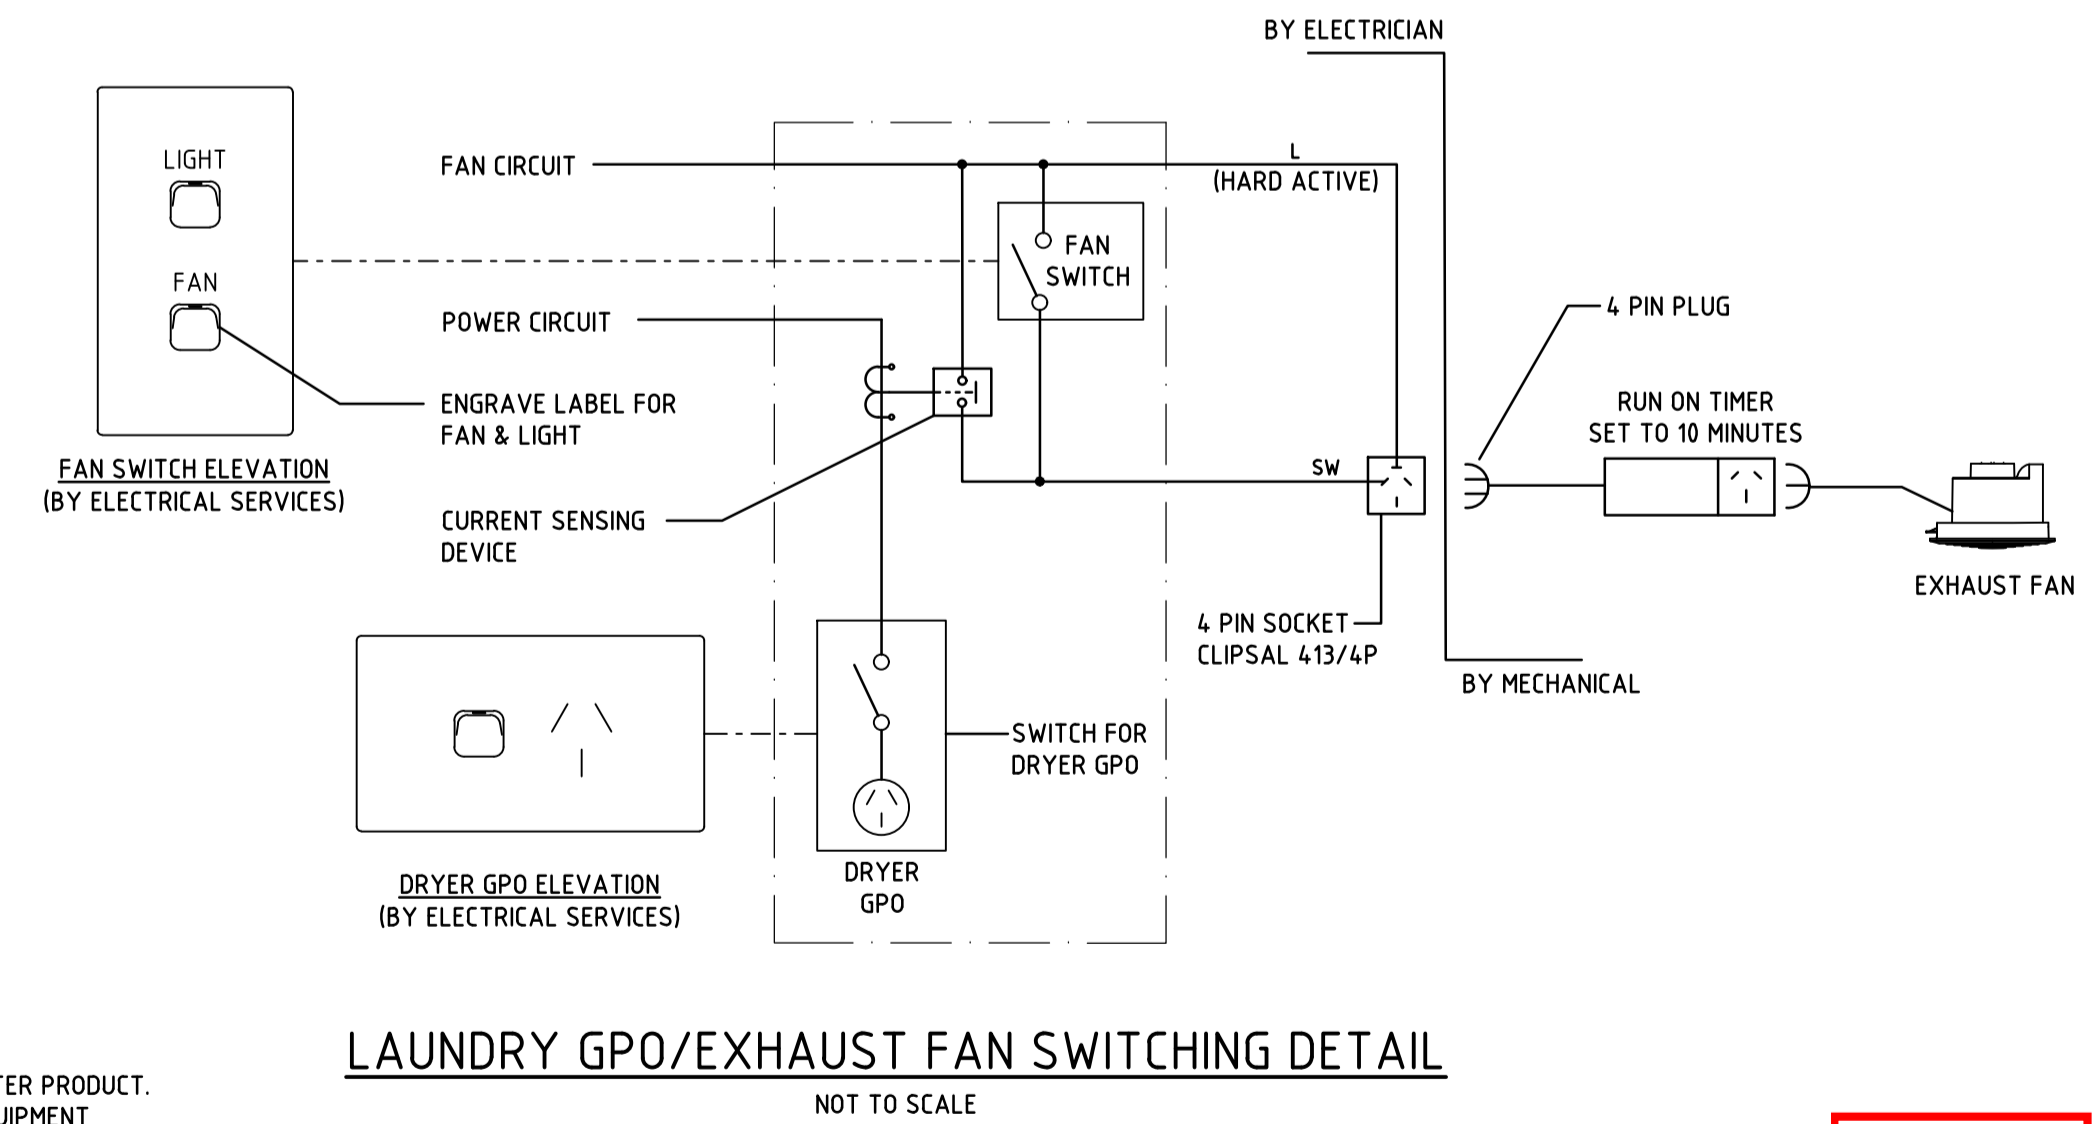 BY ELECTRICIAN
LIGHT
FAN
ENGRAVE LABEL FOR
FAN & LIGHT
FAN SWITCH ELEVATION
(BY ELECTRICAL SERVICES)
FAN CIRCUIT
L
(HARD ACTIVE)
FAN
SWITCH
POWER CIRCUIT
CURRENT SENSING
DEVICE
SW
4 PIN SOCKET
CLIPSAL 413/4P
4 PIN PLUG
RUN ON TIMER
SET TO 10 MINUTES
EXHAUST FAN
BY MECHANICAL
SWITCH FOR
DRYER GPO
DRYER
GPO
DRYER GPO ELEVATION
(BY ELECTRICAL SERVICES)
LAUNDRY GPO/EXHAUST FAN SWITCHING DETAIL
NOT TO SCALE
PRODUCT.